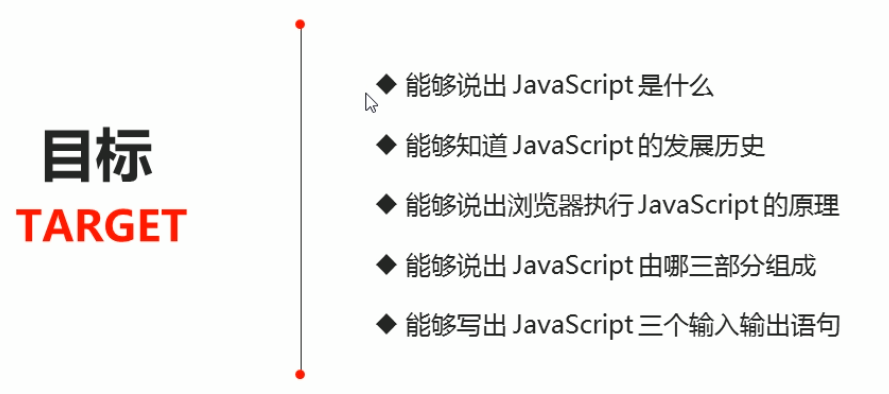 目标
TARGET
◆ 能够说出 JavaScript 是什么
◆ 能够知道 JavaScript 的发展历史
◆ 能够说出浏览器执行 JavaScript 的原理
◆ 能够说出 JavaScript 由哪三部分组成
◆ 能够写出 JavaScript 三个输入输出语句